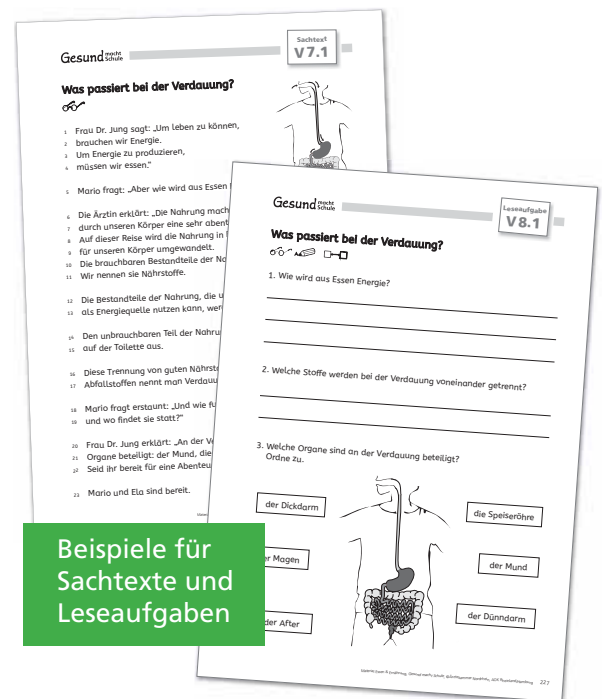 Sachtext
V 7.1
Gesund macht Schule
Was passiert bei der Verdauung?
1 Frau Dr. Jung sagt: „Um leben zu können,
2 brauchen wir Energie.
3 Um Energie zu produzieren,
4 müssen wir essen."
5 Mario fragt: „Aber wie wird aus Essen
6 Die Ärztin erklärt: „Die Nahrung mach
7 durch unseren Körper eine sehr abent
8 Auf dieser Reise wird die Nahrung in
9 für unseren Körper umgewandelt.
10 Die brauchbaren Bestandteile der Na
11 Wir nennen sie Nährstoffe.
12 Die Bestandteile der Nahrung, die u
13 als Energiequelle nutzen kann, wer
14 Den unbrauchbaren Teil der Nahru
15 auf der Toilette aus.
16 Diese Trennung von guten Nährst
17 Abfallstoffen nennt man Verdauu
18 Mario fragt erstaunt: „Und wie fu
19 und wo findet sie statt?"
20 Frau Dr. Jung erklärt: „An der Ve
21 Organe beteiligt: der Mund, die
22 Seid ihr bereit für eine Abenteu
23 Mario und Ela sind bereit.
Leseaufgabe
V 8.1
Gesund macht Schule
Was passiert bei der Verdauung?
1. Wie wird aus Essen Energie?
2. Welche Stoffe werden bei der Verdauung voneinander getrennt?
3. Welche Organe sind an der Verdauung beteiligt?
Ordne zu.
der Dickdarm
die Speiseröhre
er Magen
der Mund
der After
der Dünndarm
227
Beispiele für
Sachtexte und
Leseaufgaben